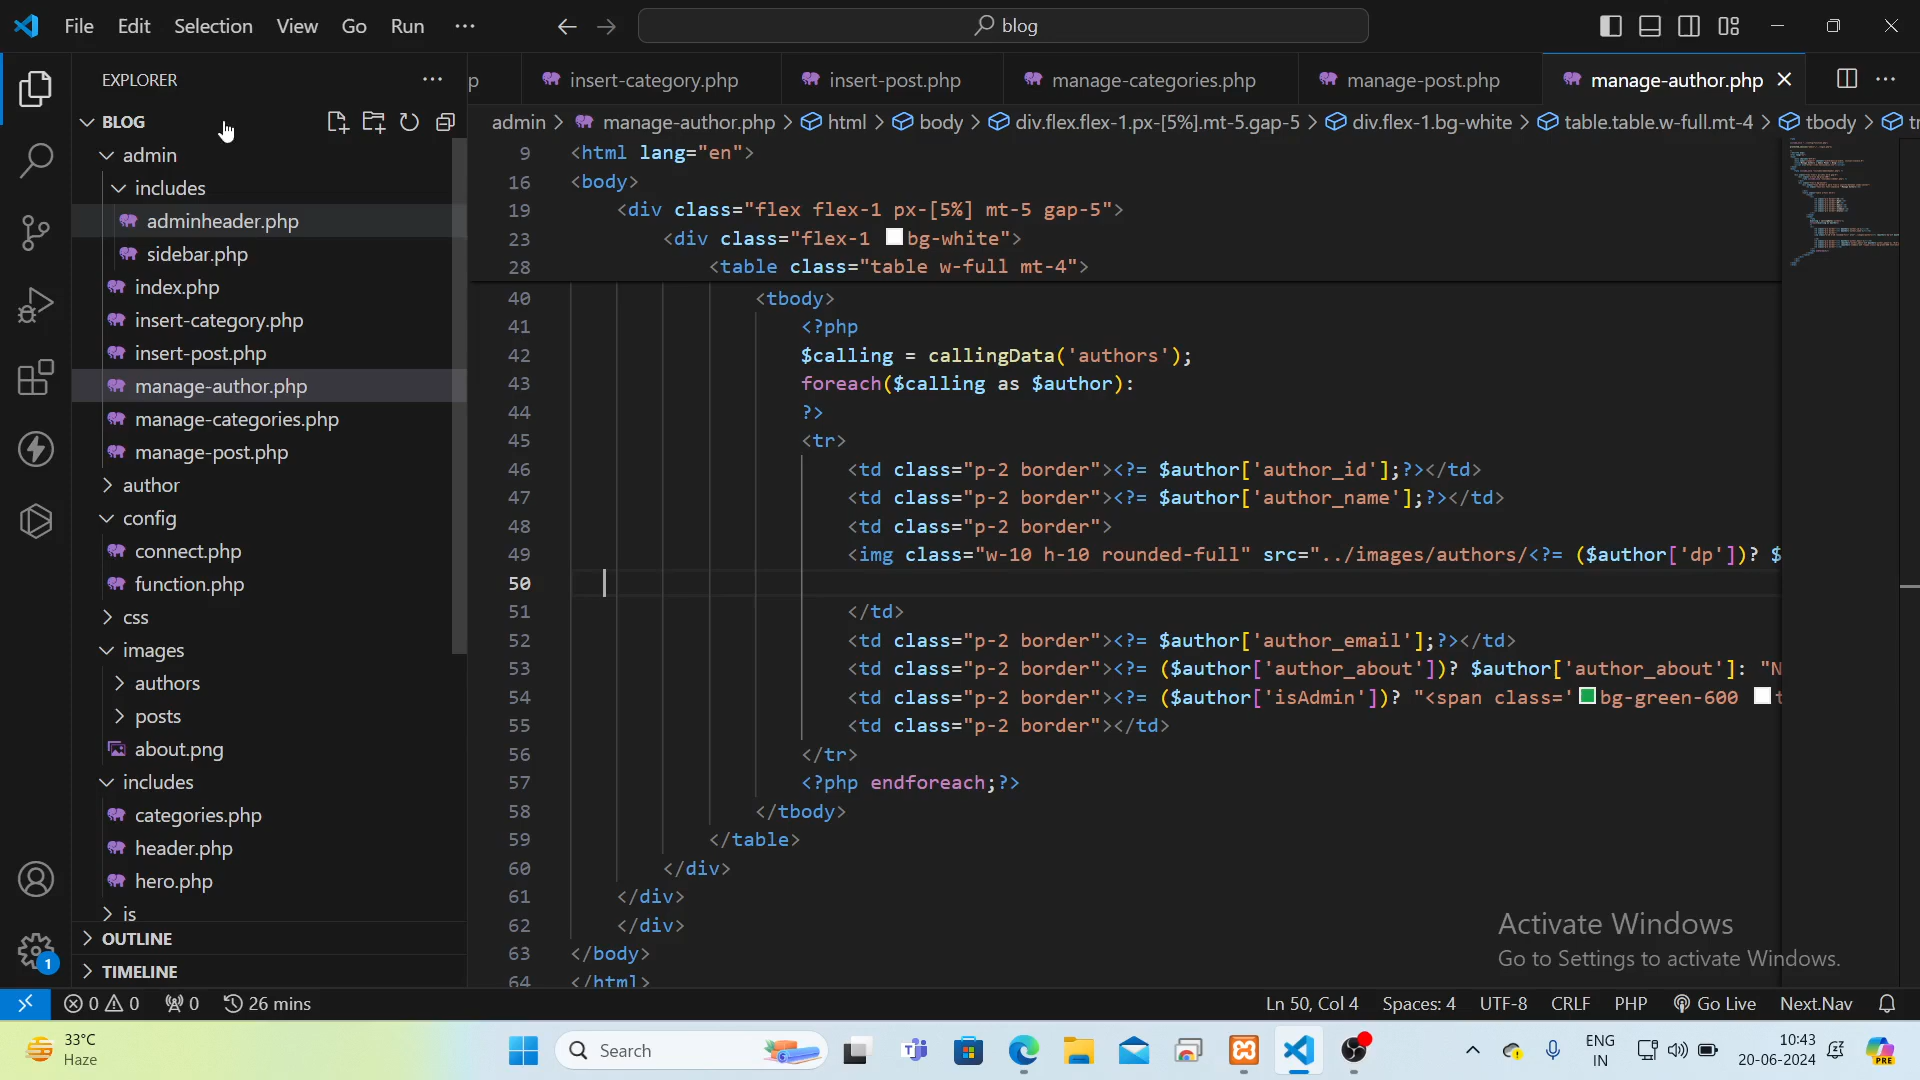 File Edit Selection View Go Run ···
blog
EXPLORER
p insert-category.php insert-post.php manage-categories.php manage-post.php manage-author.php
BLOG
admin > manage-author.php > html > body > div.flex.flex-1.px-[5%].mt-5.gap-5 > div.flex-1.bg-white > table.table.w-full.mt-4 > tbody > tr
admin
includes
adminheader.php
sidebar.php
index.php
insert-category.php
insert-post.php
manage-author.php
manage-categories.php
manage-post.php
author
config
connect.php
function.php
css
images
authors
posts
about.png
includes
categories.php
header.php
hero.php
OUTLINE
TIMELINE
9 <html lang="en">
16 <body>
19 <div class="flex flex-1 px-[5%] mt-5 gap-5">
23 <div class="flex-1 bg-white">
28 <table class="table w-full mt-4">
40 <tbody>
41 <?php
42 $calling = callingData('authors');
43 foreach($calling as $author):
44 ?>
45 <tr>
46 <td class="p-2 border"><?= $author['author_id'];?></td>
47 <td class="p-2 border"><?= $author['author_name'];?></td>
48 <td class="p-2 border">
49 <img class="w-10 h-10 rounded-full" src="../images/authors/<?= ($author['dp'])? $
50
51 </td>
52 <td class="p-2 border"><?= $author['author_email'];?></td>
53 <td class="p-2 border"><?= ($author['author_about'])? $author['author_about']: "N
54 <td class="p-2 border"><?= ($author['isAdmin'])? "<span class='bg-green-600 t
55 <td class="p-2 border"></td>
56 </tr>
57 <?php endforeach;?>
58 </tbody>
59 </table>
60 </div>
61 </div>
62 </div>
63 </body>
64 </html>
Activate Windows
Go to Settings to activate Windows.
0 0 0 26 mins Ln 50, Col 4 Spaces: 4 UTF-8 CRLF PHP Go Live Next.Nav
1
33°C
Haze
Search
ENG
IN
10:43
20-06-2024
PRE